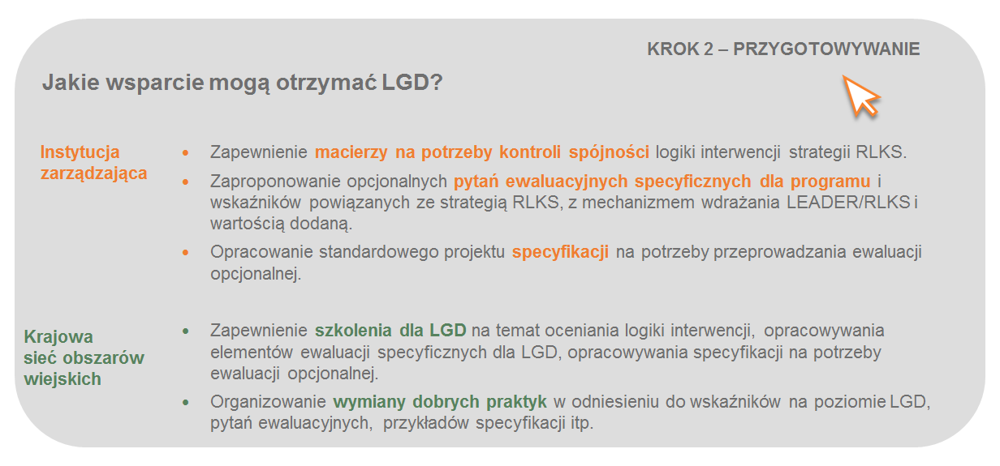 KROK 2 – PRZYGOTOWYWANIE
Jakie wsparcie mogą otrzymać LGD?
Instytucja
zarządzająca
• Zapewnienie macierzy na potrzeby kontroli spójności logiki interwencji strategii RLKS.
• Zaproponowanie opcjonalnych pytań ewaluacyjnych specyficznych dla programu i
wskaźników powiązanych ze strategią RLKS, z mechanizmem wdrażania LEADER/RLKS i
wartością dodaną.
• Opracowanie standardowego projektu specyfikacji na potrzeby przeprowadzania ewaluacji
opcjonalnej.
Krajowa
sieć obszarów
wiejskich
• Zapewnienie szkolenia dla LGD na temat oceniania logiki interwencji, opracowywania
elementów ewaluacji specyficznych dla LGD, opracowywania specyfikacji na potrzeby
ewaluacji opcjonalnej.
• Organizowanie wymiany dobrych praktyk w odniesieniu do wskaźników na poziomie LGD,
pytań ewaluacyjnych, przykładów specyfikacji itp.